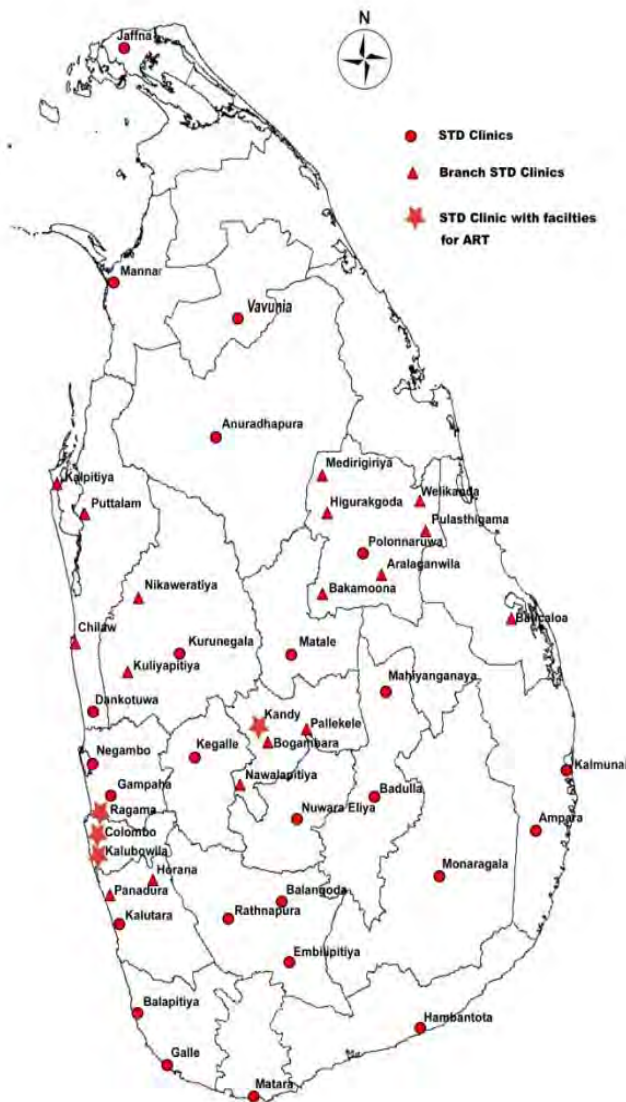 Jaffna
N
STD Clinics
Branch STD Clinics
STD Clinic with facilties
for ART
Mannar
Vavunia
Anuradhapura
Medirigiriya
Kalpitiya
Welikanda
Higurakgoda
Puttalam
Pulasthigama
Polonnaruwa
Aralaganwila
Bakamoona
Nikaweratiya
Batticaloa
Chilaw
Kurunegala
Matale
Kuliyapitiya
Mahiyanganaya
Dankotuwa
Kandy
Pallekele
Bogambara
Negambo
Kegalle
Kalmunai
Nawalapitiya
Gampaha
Badulla
Ragama
Nuwara Eliya
Ampara
Colombo
Kalubowila
Monaragala
Horana
Panadura
Balangoda
Rathnapura
Kalutara
Embilipitiya
Balapitiya
Hambantota
Galle
Matara